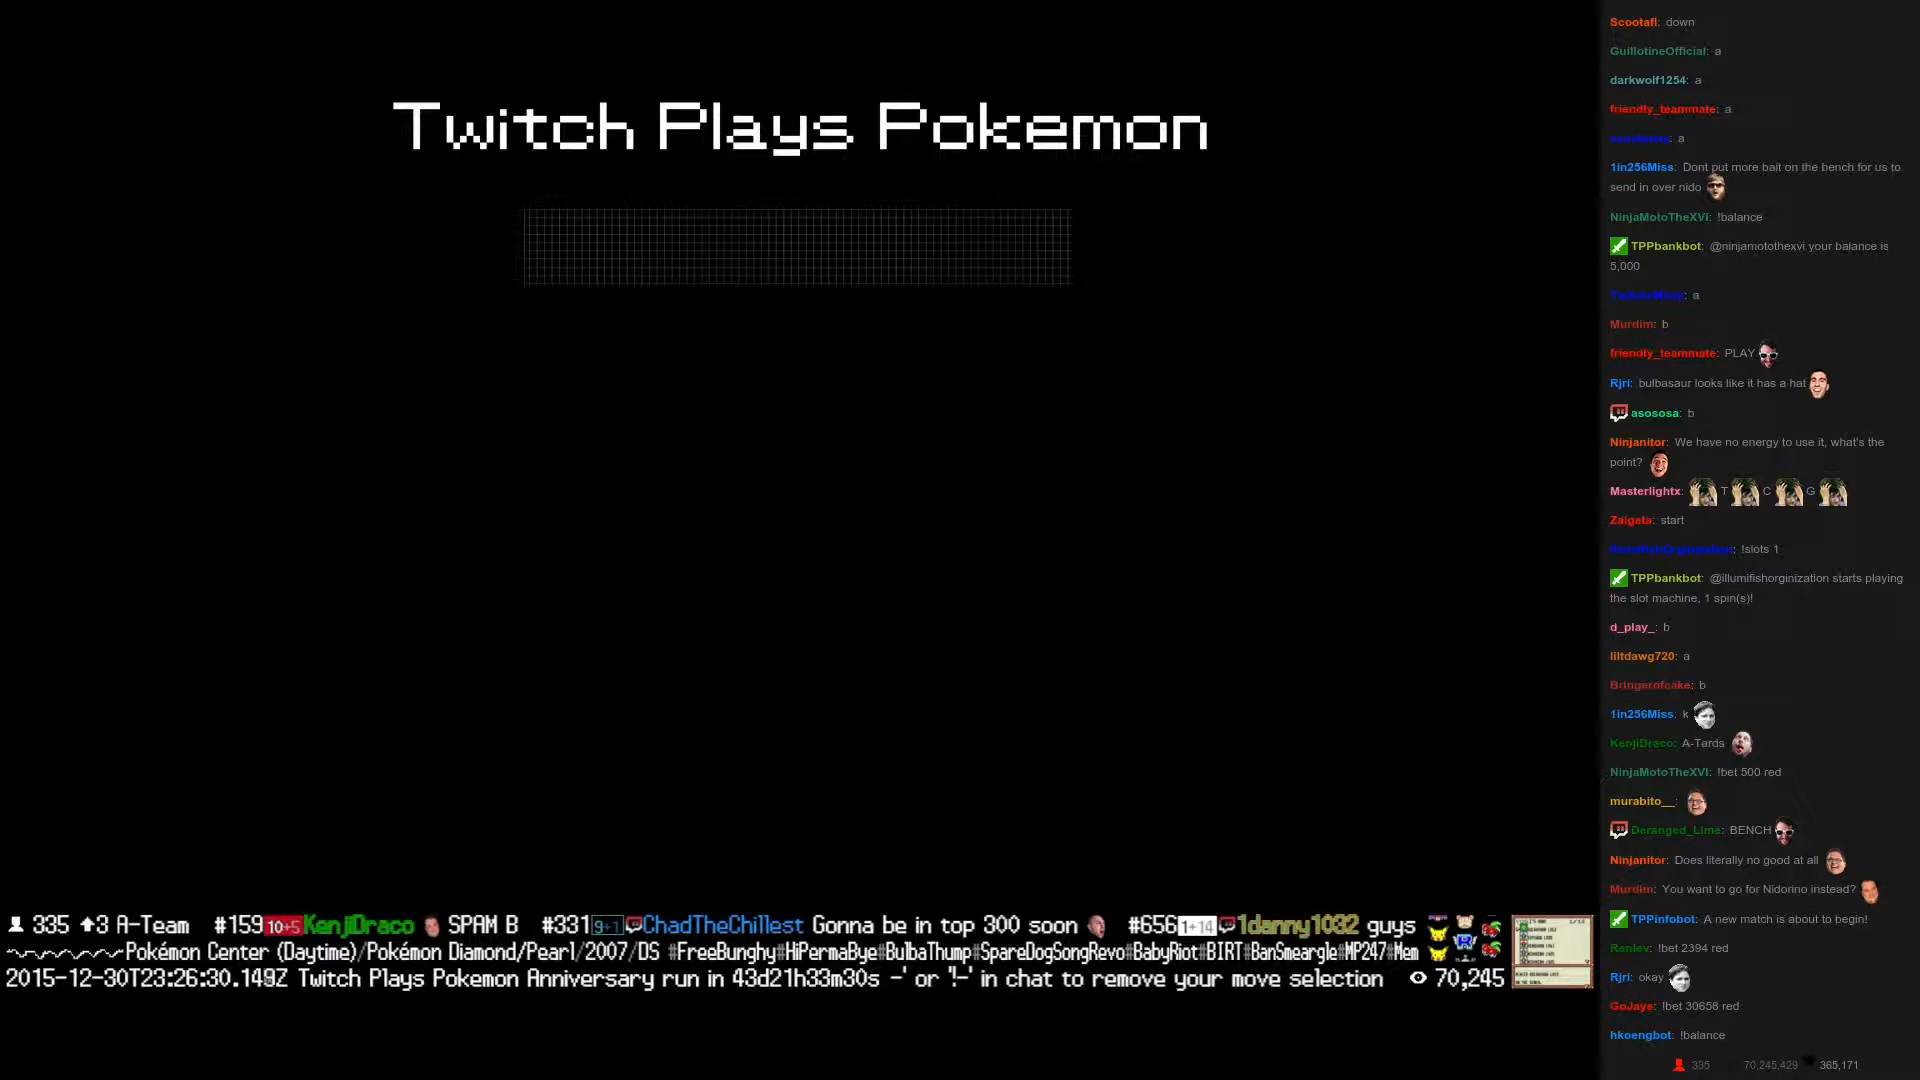 Twitch Plays Pokemon
335 3 A-Team #159 10+5 KenjiDraco SPAM B #331 9+1 ChadTheChillest Gonna be in top 300 soon #656 1+14 1danny1032 guys
Pokémon Center (Daytime)/Pokémon Diamond/Pearl/2007/DS #FreeBunghy#HiPermaBye#BulbaThump#SpareDogSongRevo#BabyRiot#BIRT#BanSmeargle#MP247#Mem
2015-12-30T23:26:30.149Z Twitch Plays Pokemon Anniversary run in 43d21h33m30s -' or '!-' in chat to remove your move selection 70,245
Scootafl: down
GuillotineOfficial: a
darkwolf1254: a
friendly_teammate: a
: a
1in256Miss: Dont put more bait on the bench for us to
send in over nido
NinjaMotoTheXVI: !balance
TPPbankbot: @ninjamotothexvi your balance is
5,000
: a
Murdim: b
friendly_teammate: PLAY
Rjri: bulbasaur looks like it has a hat
asososa: b
Ninjanitor: We have no energy to use it, what's the
point?
Masterlightx: T C G
Zalgeta: start
: !slots 1
TPPbankbot: @illumifishorginization starts playing
the slot machine, 1 spin(s)!
d_play_: b
liltdawg720: a
Bringerofcake: b
1in256Miss: k
KenjiDraco: A-Tards
NinjaMotoTheXVI: !bet 500 red
murabito__:
Deranged_Lime: BENCH
Ninjanitor: Does literally no good at all
Murdim: You want to go for Nidorino instead?
TPPinfobot: A new match is about to begin!
Renlev: !bet 2394 red
Rjri: okay
GoJays: !bet 30658 red
hkoengbot: !balance
335 70,245,429 365,171